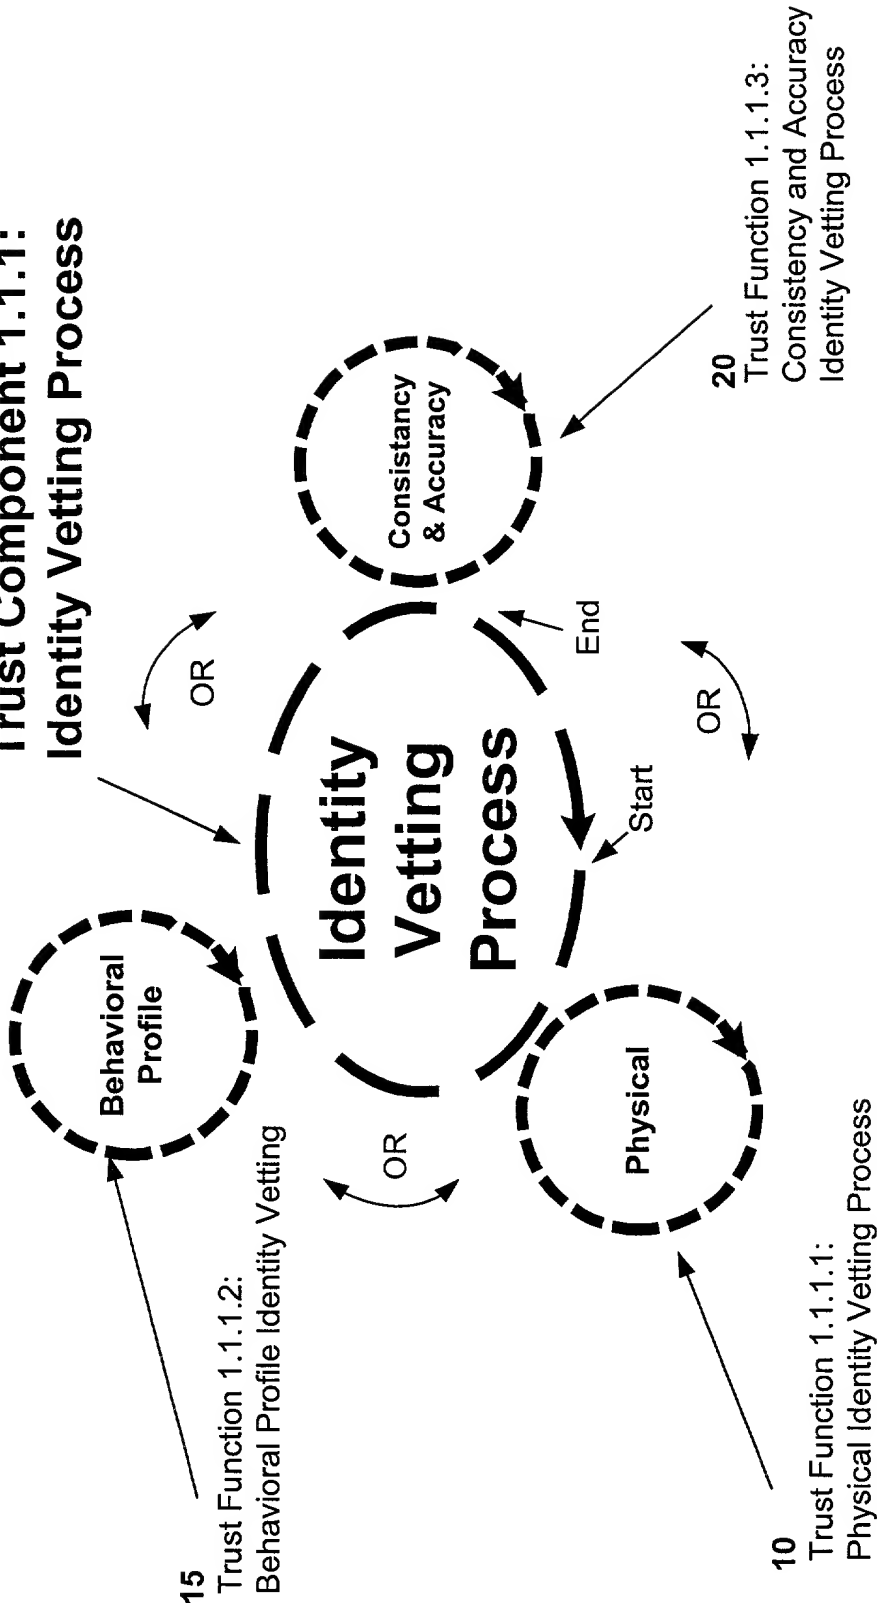 Trust Component 1.1.1:
Identity Vetting Process
15
Trust Function 1.1.1.2:
Behavioral Profile Identity Vetting
Behavioral
Profile
OR
OR
Identity
Vetting
Process
Consistancy
& Accuracy
End
Start
OR
Physical
20
Trust Function 1.1.1.3:
Consistency and Accuracy
Identity Vetting Process
10
Trust Function 1.1.1.1:
Physical Identity Vetting Process